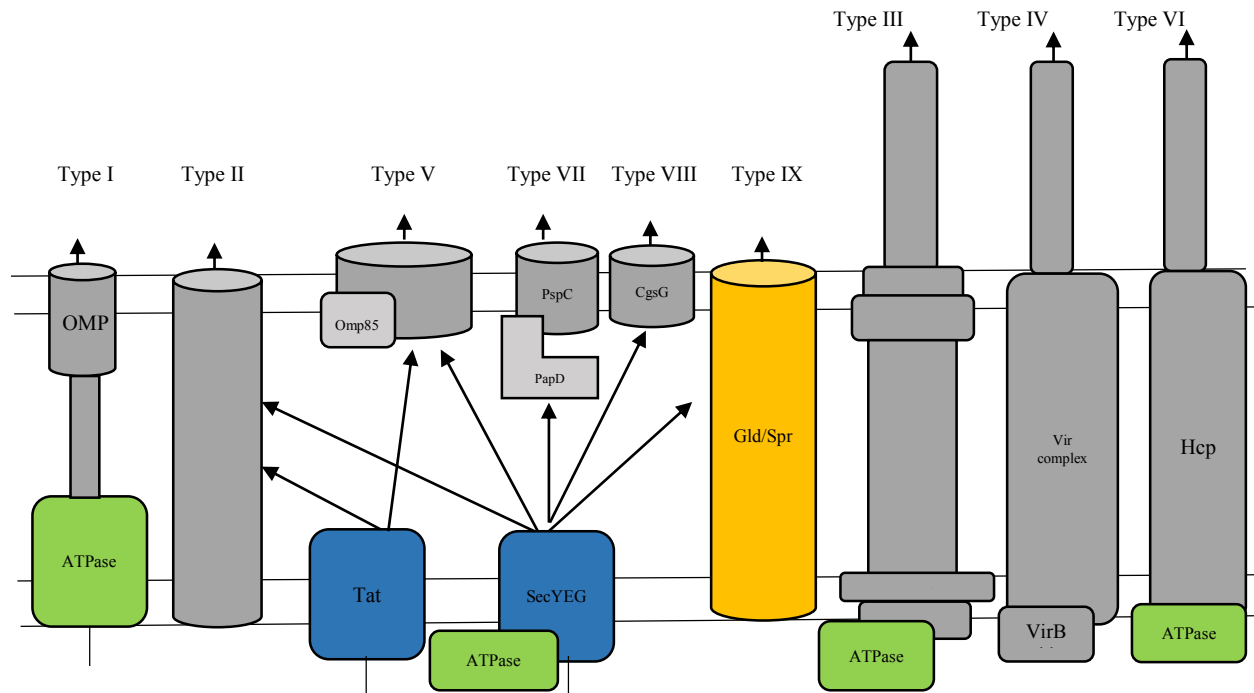 Type III
Type IV
Type VI
Type I
Type II
Type V
Type VII
Type VIII
Type IX
OMP
Omp85
PspC
CgsG
PapD
Gld/Spr
Vir
complex
Hcp
ATPase
Tat
SecYEG
ATPase
ATPase
VirB
ATPase